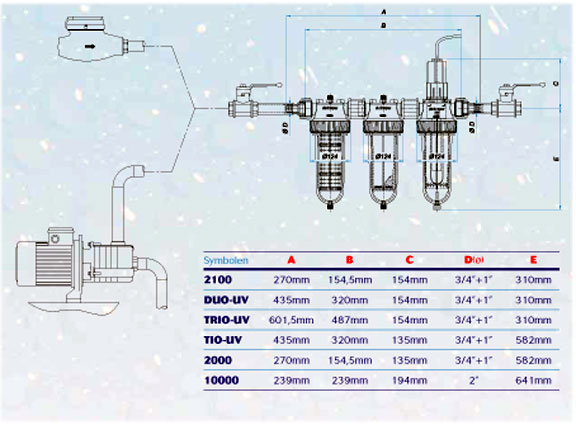 A
B
C
Ø D
Ø D
Ø124
Ø124
Ø124
E
Symbolen A B C D(ø) E
2100 270mm 154,5mm 154mm 3/4"+1" 310mm
DUO-UV 435mm 320mm 154mm 3/4"+1" 310mm
TRIO-UV 601,5mm 487mm 154mm 3/4"+1" 310mm
TIO-UV 435mm 320mm 135mm 3/4"+1" 582mm
2000 270mm 154,5mm 135mm 3/4"+1" 582mm
10000 239mm 239mm 194mm 2" 641mm